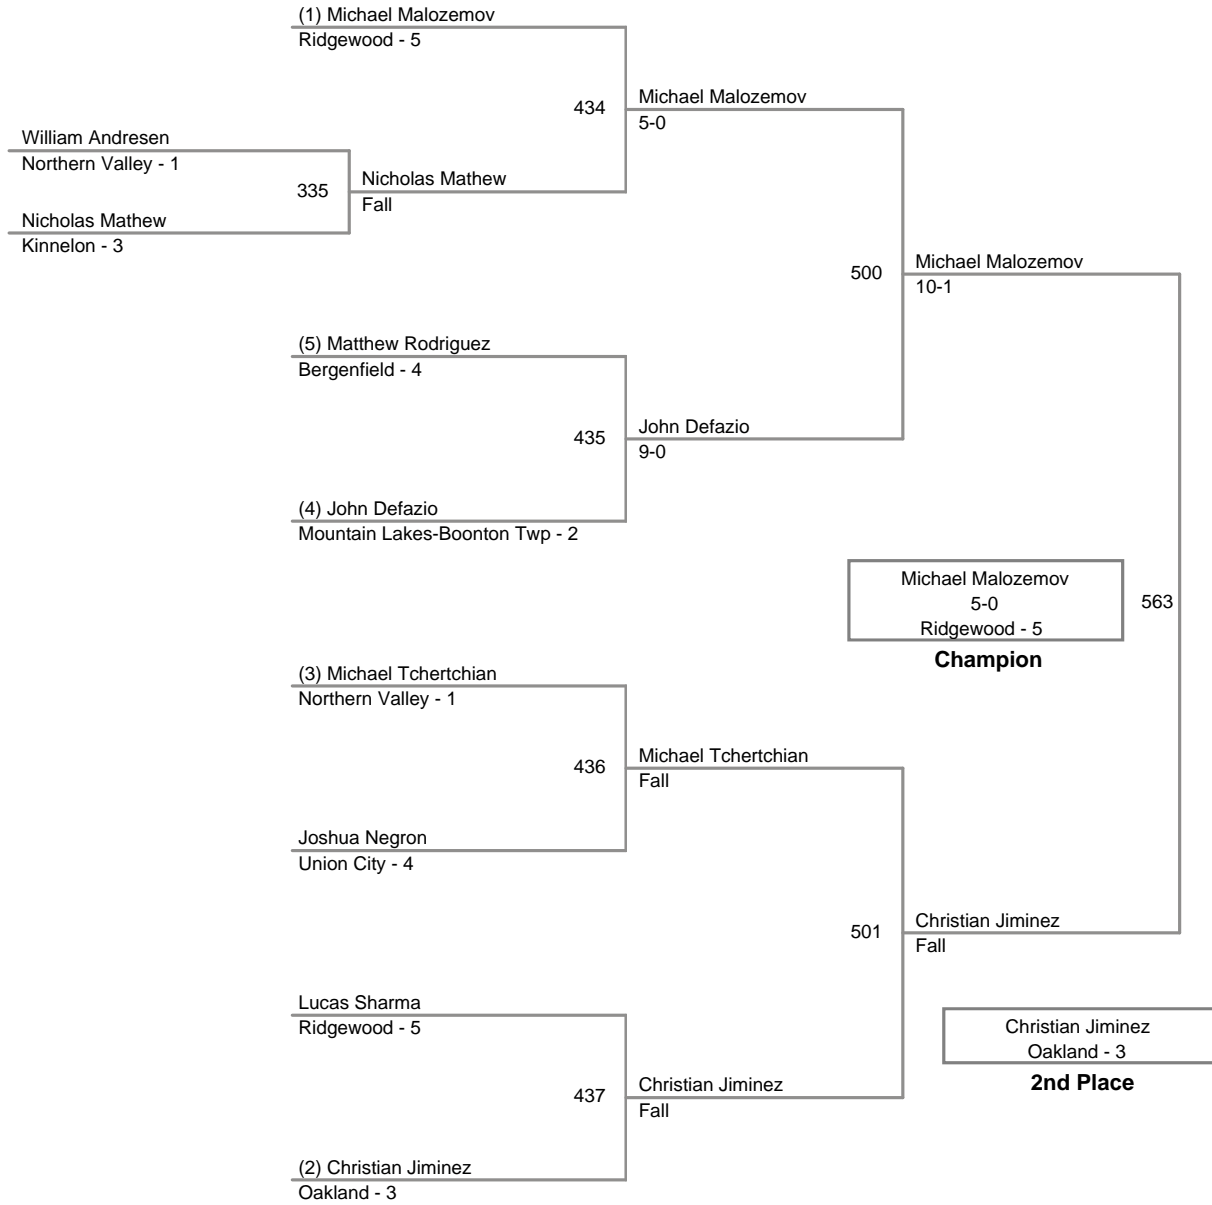 (1) Michael Malozemov
Ridgewood - 5
434
Michael Malozemov
5-0
William Andresen
Northern Valley - 1
335
Nicholas Mathew
Fall
Nicholas Mathew
Kinnelon - 3
500
Michael Malozemov
10-1
(5) Matthew Rodriguez
Bergenfield - 4
435
John Defazio
9-0
(4) John Defazio
Mountain Lakes-Boonton Twp - 2
Michael Malozemov
5-0
Ridgewood - 5
Champion
563
(3) Michael Tchertchian
Northern Valley - 1
436
Michael Tchertchian
Fall
Joshua Negron
Union City - 4
501
Christian Jiminez
Fall
Lucas Sharma
Ridgewood - 5
437
Christian Jiminez
Fall
Christian Jiminez
Oakland - 3
2nd Place
(2) Christian Jiminez
Oakland - 3